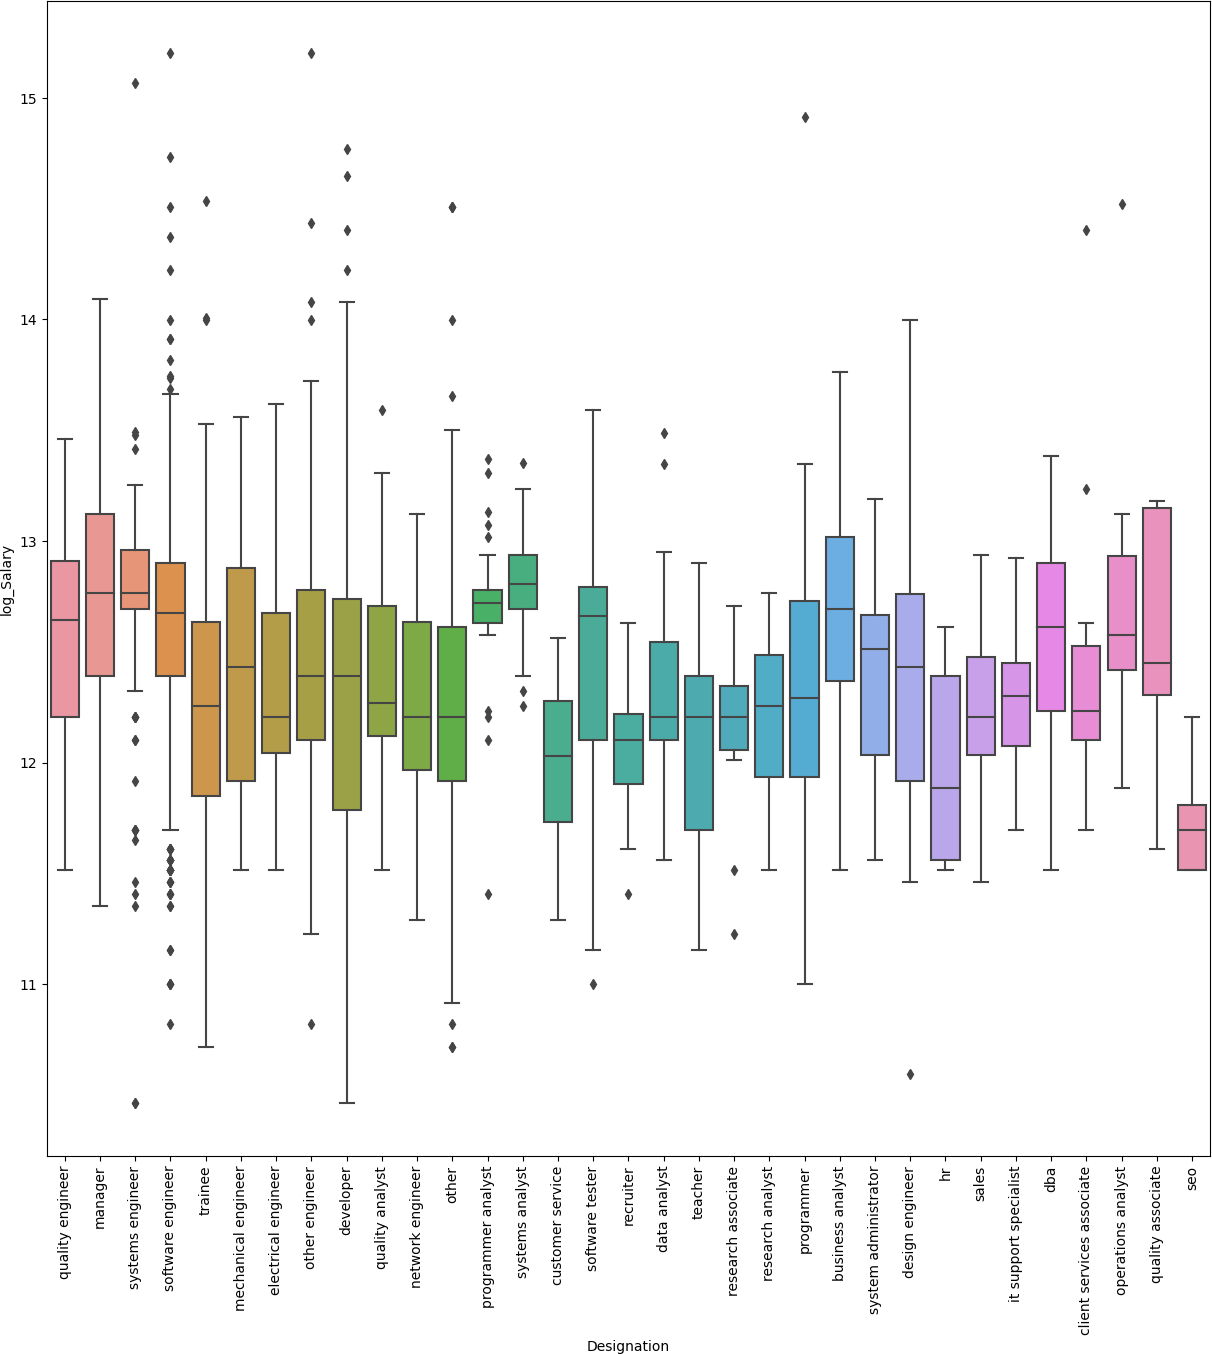 15
14
13
12
11
log_Salary
quality engineer
manager
systems engineer
software engineer
trainee
mechanical engineer
electrical engineer
other engineer
developer
quality analyst
network engineer
other
programmer analyst
systems analyst
customer service
software tester
recruiter
data analyst
teacher
research associate
research analyst
programmer
business analyst
system administrator
design engineer
hr
sales
it support specialist
dba
client services associate
operations analyst
quality associate
seo
Designation